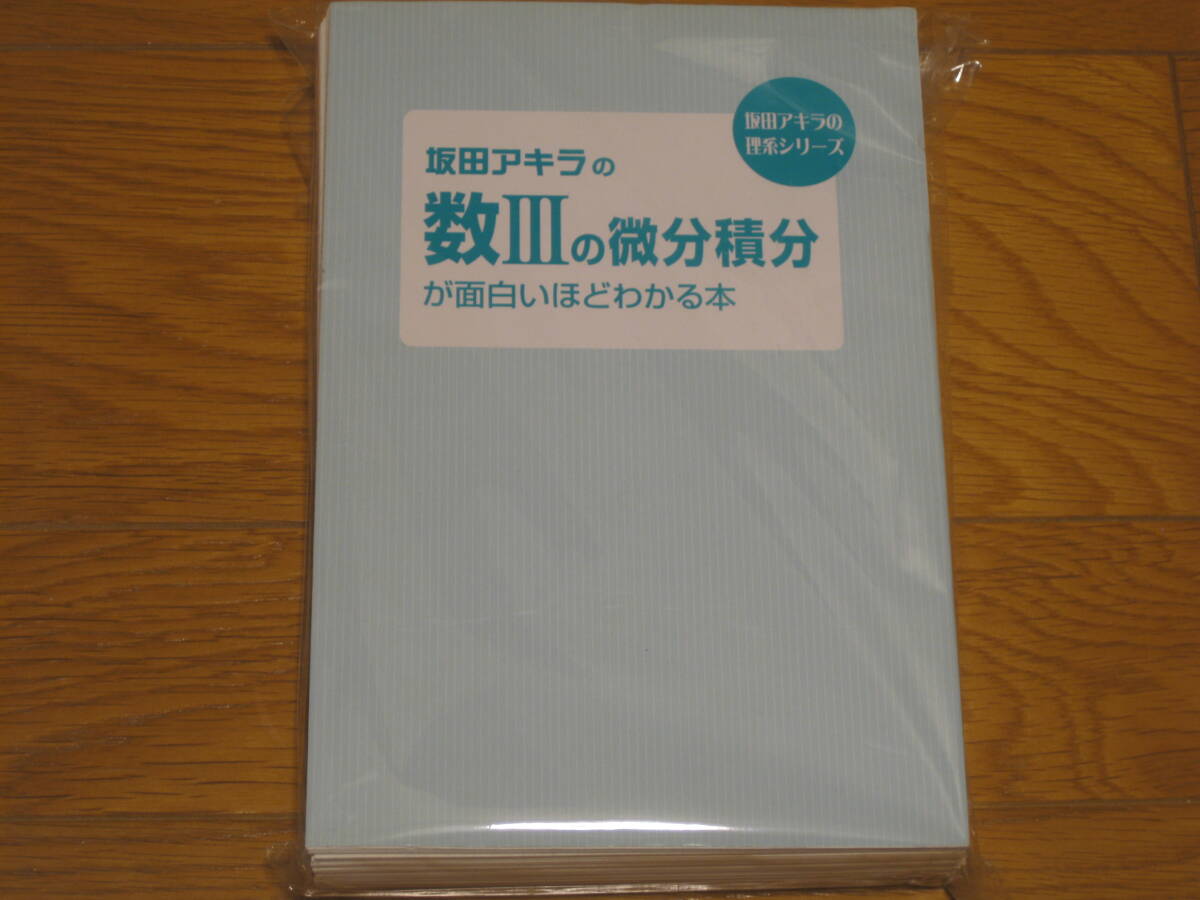 坂田アキラの
理系シリーズ
坂田アキラの
数Ⅲの微分積分
が面白いほどわかる本